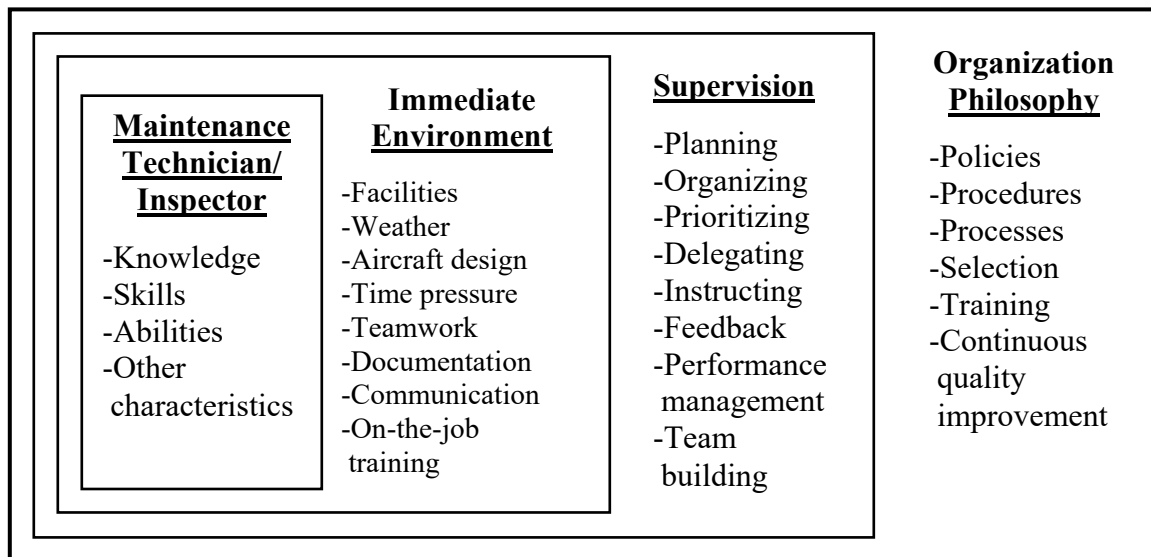 Maintenance
Technician/
Inspector
-Knowledge
-Skills
-Abilities
-Other
characteristics
Immediate
Environment
-Facilities
-Weather
-Aircraft design
-Time pressure
-Teamwork
-Documentation
-Communication
-On-the-job
training
Supervision
-Planning
-Organizing
-Prioritizing
-Delegating
-Instructing
-Feedback
-Performance
management
-Team
building
Organization
Philosophy
-Policies
-Procedures
-Processes
-Selection
-Training
-Continuous
quality
improvement